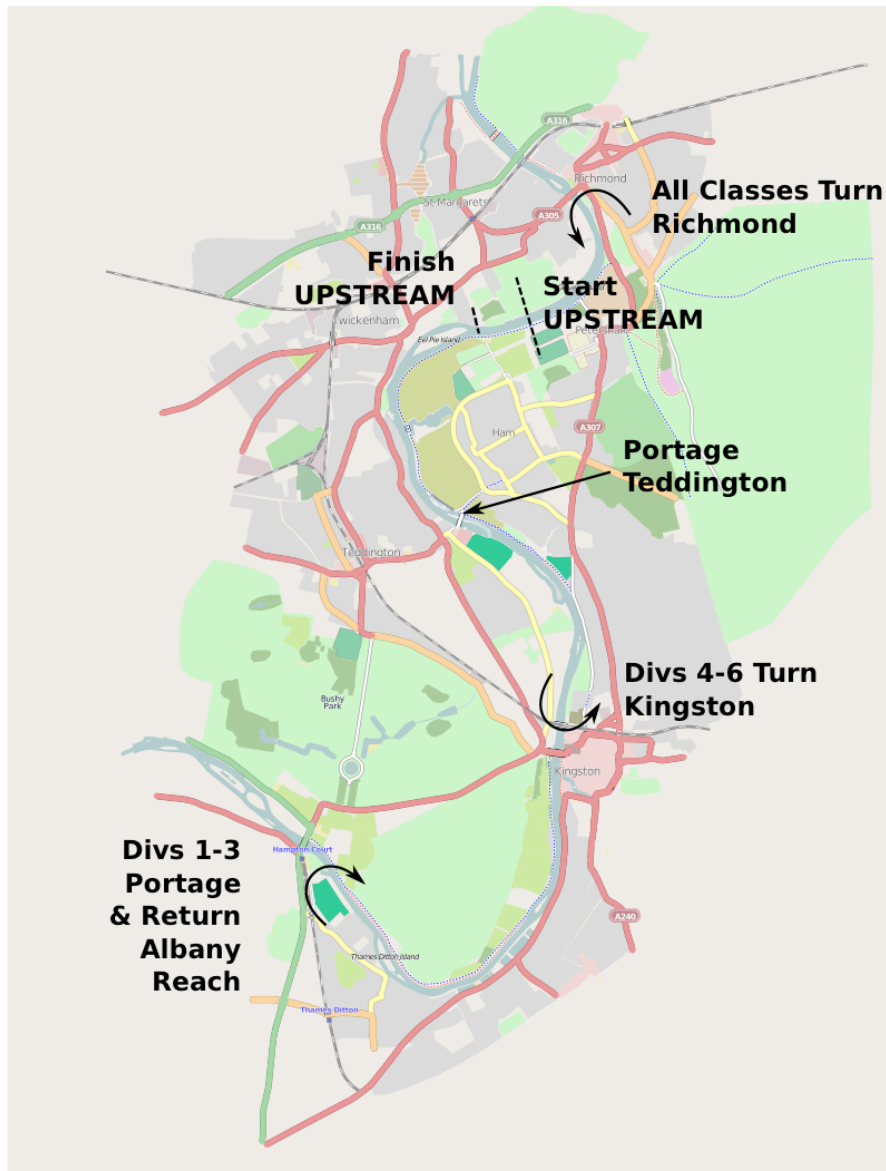 A316
Richmond
All Classes Turn
Richmond
St Margarets
A305
A316
Finish
UPSTREAM
Start
UPSTREAM
Twickenham
Eel Pie Island
Petersham
A307
Ham
Portage
Teddington
Teddington
Divs 4-6 Turn
Kingston
Bushy
Park
Kingston
Divs 1-3
Portage
& Return
Albany
Reach
Hampton Court
A240
Thames Ditton Island
Thames Ditton